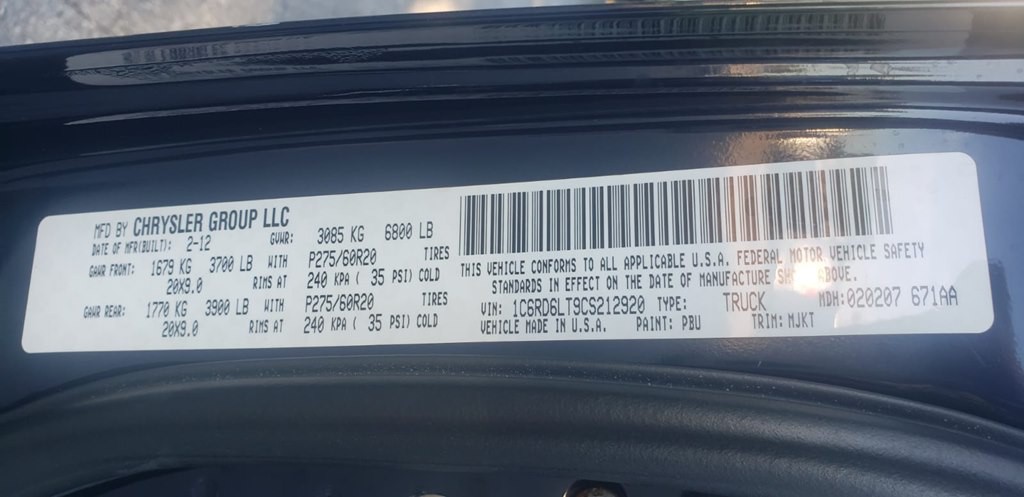 MFD BY CHRYSLER GROUP LLC
DATE OF MFR(BUILT): 2-12 GVWR: 3085 KG 6800 LB
GAWR FRONT: 1679 KG 3700 LB WITH P275/60R20 TIRES
20X9.0 RIMS AT 240 KPA ( 35 PSI) COLD
GAWR REAR: 1770 KG 3900 LB WITH P275/60R20 TIRES
20X9.0 RIMS AT 240 KPA ( 35 PSI) COLD
THIS VEHICLE CONFORMS TO ALL APPLICABLE U.S.A. FEDERAL MOTOR VEHICLE SAFETY
STANDARDS IN EFFECT ON THE DATE OF MANUFACTURE ABOVE.
VIN: 1C6RD6LT9CS212920 TYPE: TRUCK MDH:020207 671AA
VEHICLE MADE IN U.S.A. PAINT: PBU TRIM: MJKT